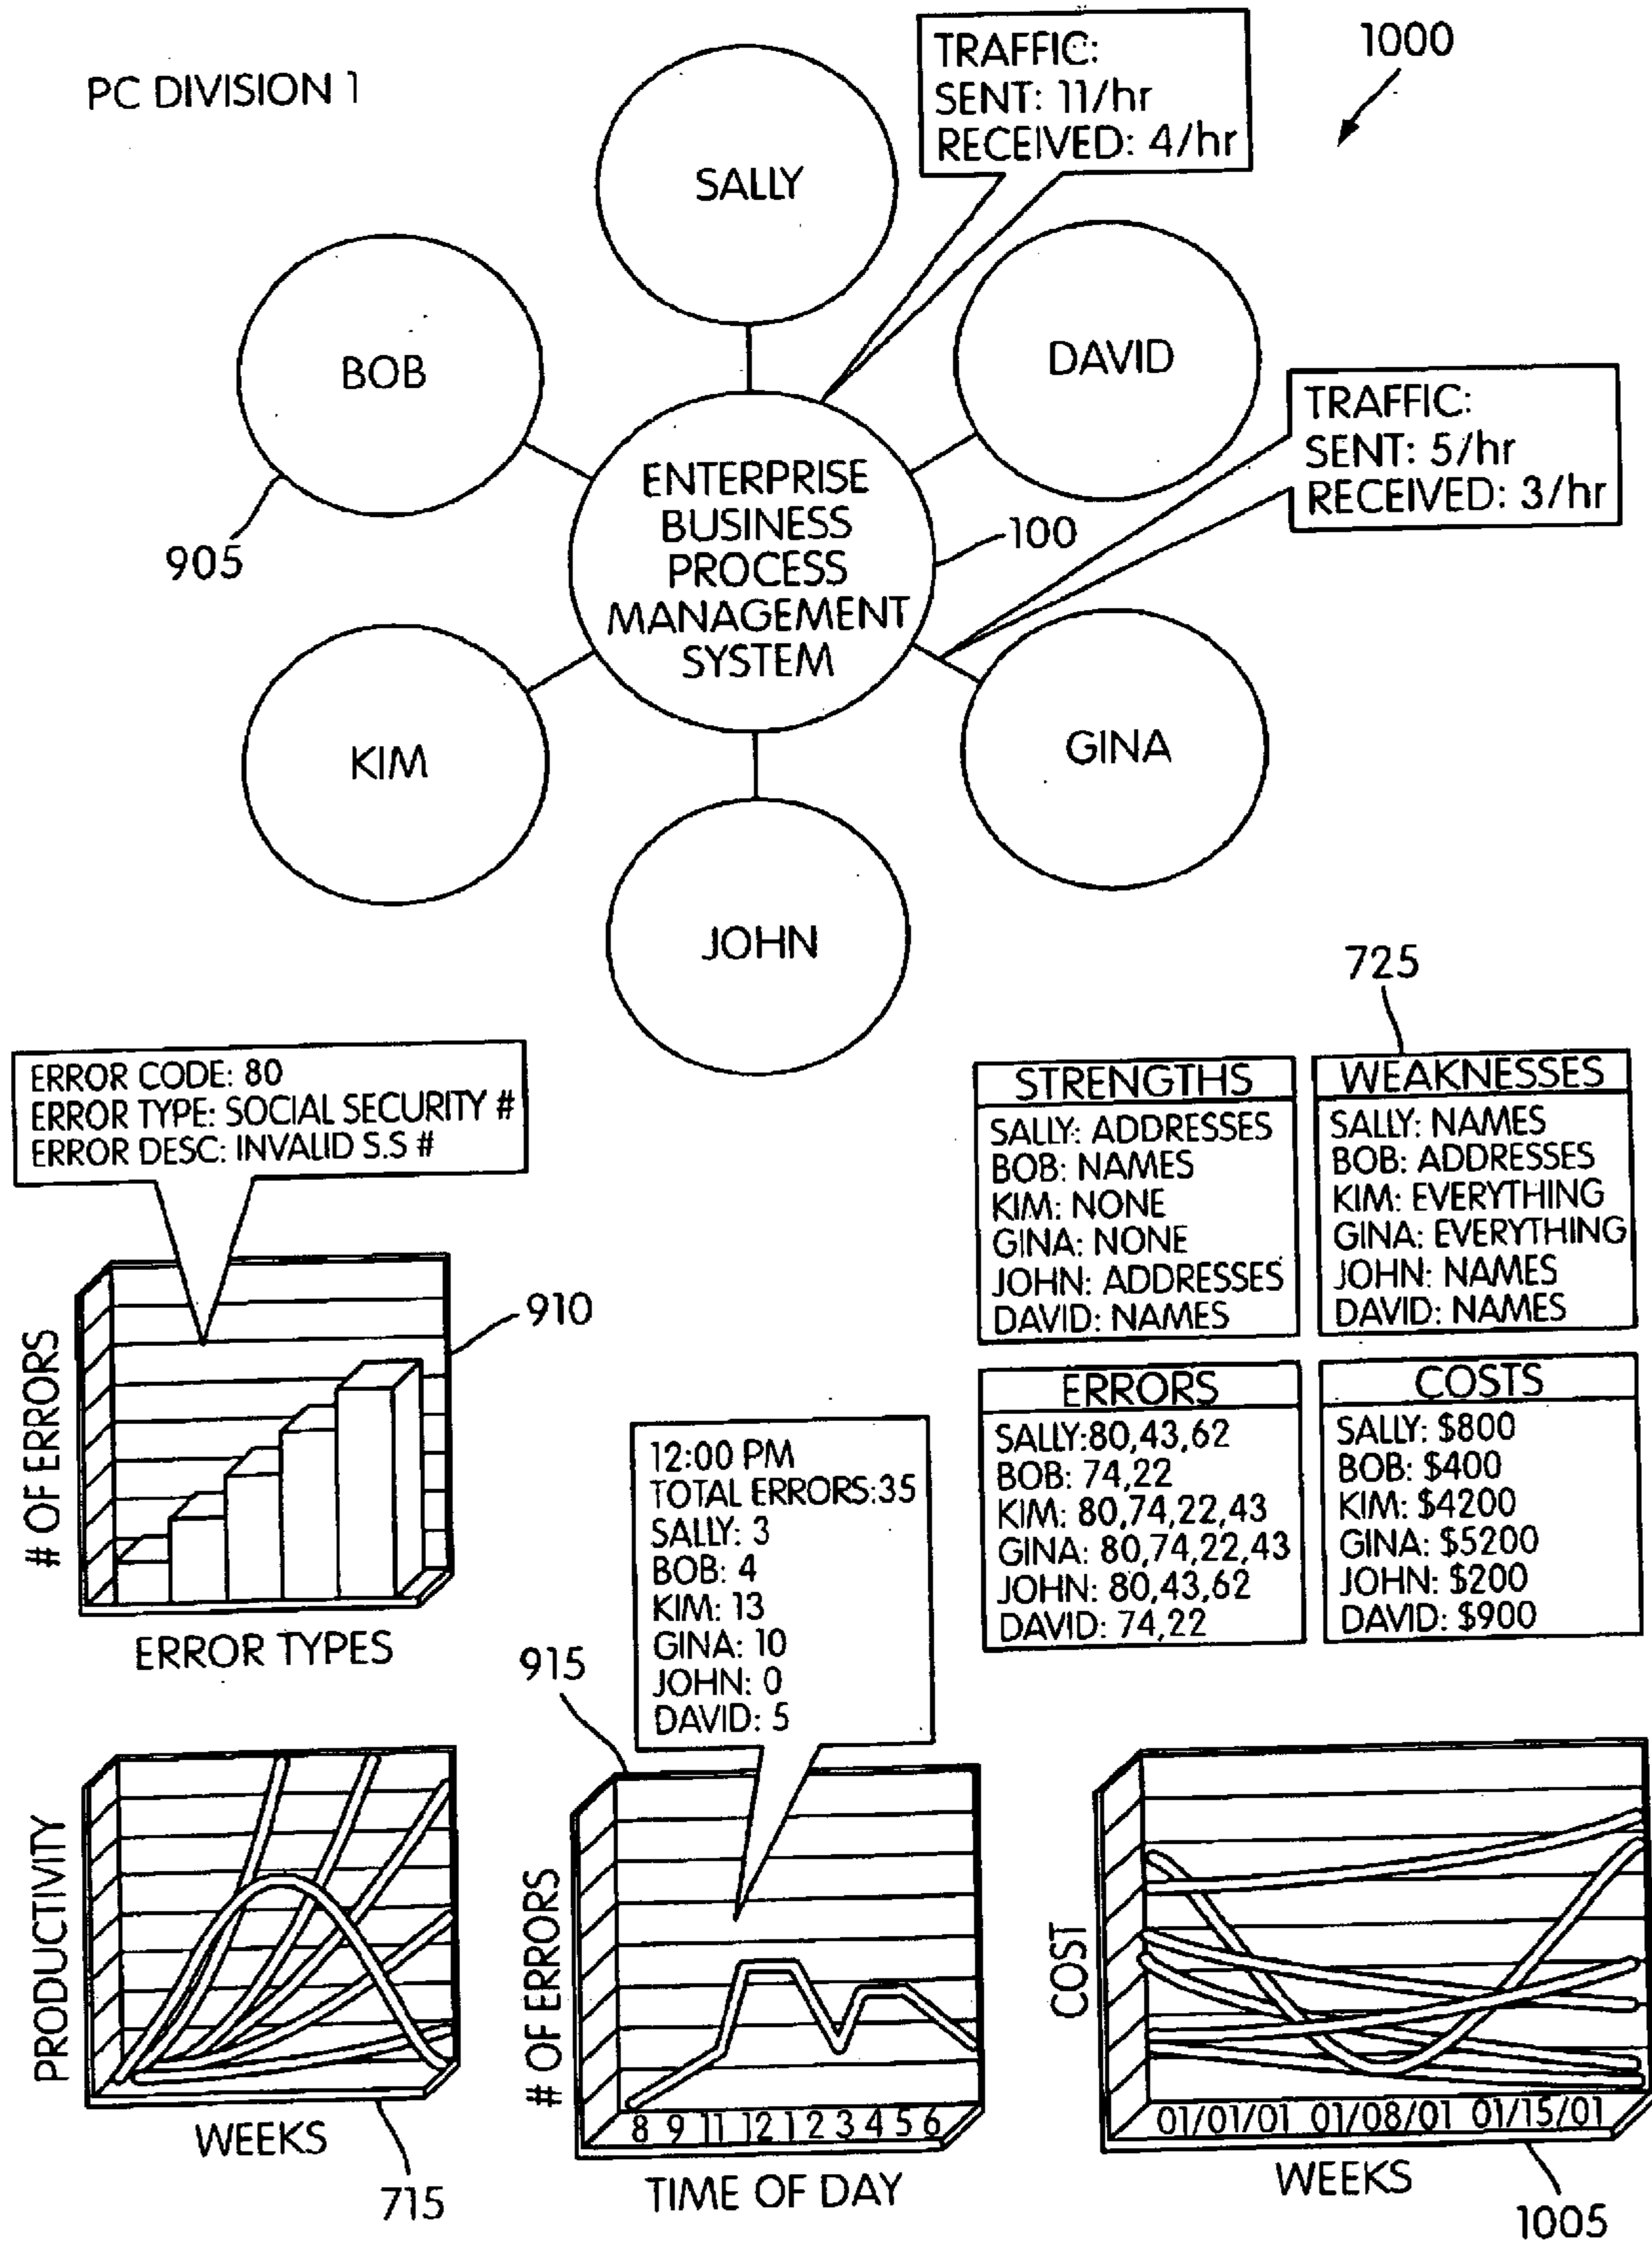 PC DIVISION 1
TRAFFIC:
SENT: 11/hr
RECEIVED: 4/hr
1000
SALLY
BOB
DAVID
TRAFFIC:
SENT: 5/hr
RECEIVED: 3/hr
ENTERPRISE
BUSINESS
PROCESS
MANAGEMENT
SYSTEM
100
905
KIM
GINA
JOHN
725
ERROR CODE: 80
ERROR TYPE: SOCIAL SECURITY #
ERROR DESC: INVALID S.S #
STRENGTHS
SALLY: ADDRESSES
BOB: NAMES
KIM: NONE
GINA: NONE
JOHN: ADDRESSES
DAVID: NAMES
WEAKNESSES
SALLY: NAMES
BOB: ADDRESSES
KIM: EVERYTHING
GINA: EVERYTHING
JOHN: NAMES
DAVID: NAMES
910
# OF ERRORS
ERROR TYPES
ERRORS
SALLY:80,43,62
BOB: 74,22
KIM: 80,74,22,43
GINA: 80,74,22,43
JOHN: 80,43,62
DAVID: 74,22
COSTS
SALLY: $800
BOB: $400
KIM: $4200
GINA: $5200
JOHN: $200
DAVID: $900
12:00 PM
TOTAL ERRORS:35
SALLY: 3
BOB: 4
KIM: 13
GINA: 10
JOHN: 0
DAVID: 5
915
PRODUCTIVITY
WEEKS
715
# OF ERRORS
8 9 11 12 1 2 3 4 5 6
TIME OF DAY
COST
01/01/01 01/08/01 01/15/01
WEEKS
1005